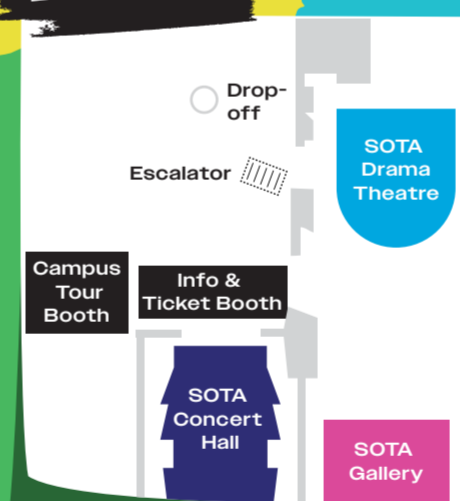 Drop-
off
SOTA
Drama
Theatre
Escalator
Campus
Tour
Booth
Info &
Ticket Booth
SOTA
Concert
Hall
SOTA
Gallery